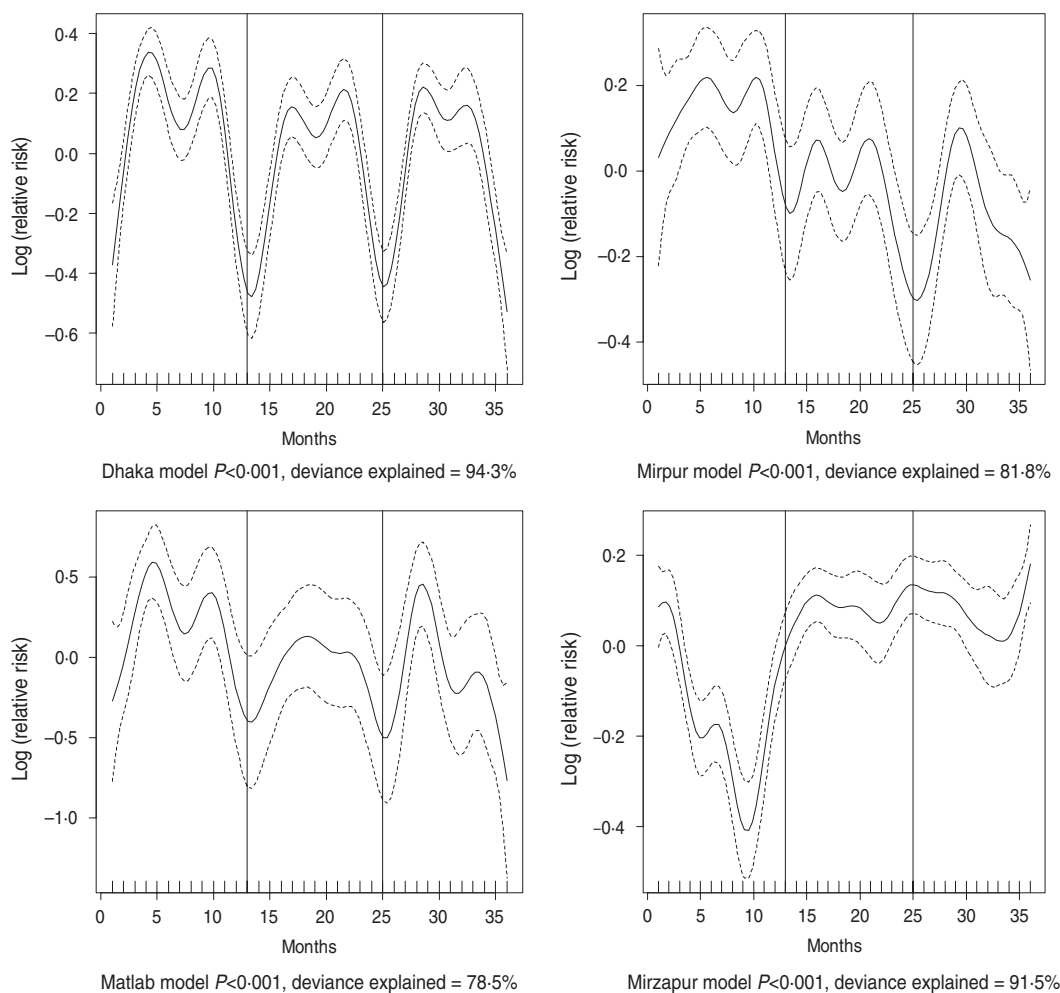 0·4
0·2
0·0
−0·2
−0·4
−0·6
Log (relative risk)
0 5 10 15 20 25 30 35
Months
Dhaka model P<0·001, deviance explained = 94·3%
0·2
0·0
−0·2
−0·4
Log (relative risk)
0 5 10 15 20 25 30 35
Months
Mirpur model P<0·001, deviance explained = 81·8%
0·5
0·0
−0·5
−1·0
Log (relative risk)
0 5 10 15 20 25 30 35
Months
Matlab model P<0·001, deviance explained = 78·5%
0·2
0·0
−0·2
−0·4
Log (relative risk)
0 5 10 15 20 25 30 35
Months
Mirzapur model P<0·001, deviance explained = 91·5%